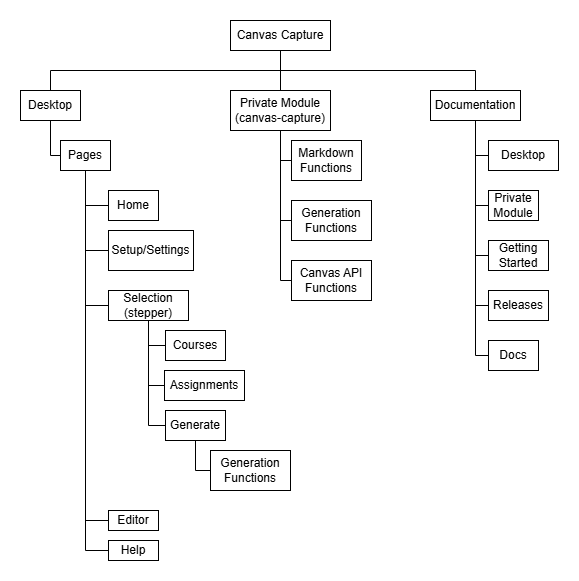 Canvas Capture
Desktop
Private Module
(canvas-capture)
Documentation
Pages
Home
Setup/Settings
Selection
(stepper)
Courses
Assignments
Generate
Generation
Functions
Editor
Help
Markdown
Functions
Generation
Functions
Canvas API
Functions
Desktop
Private
Module
Getting
Started
Releases
Docs